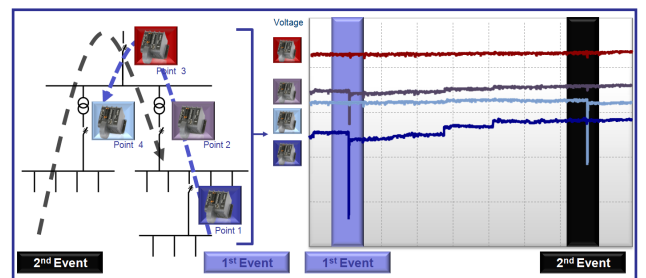 Voltage
Point 3
Point 4
Point 2
Point 1
2nd Event
1st Event
1st Event
2nd Event